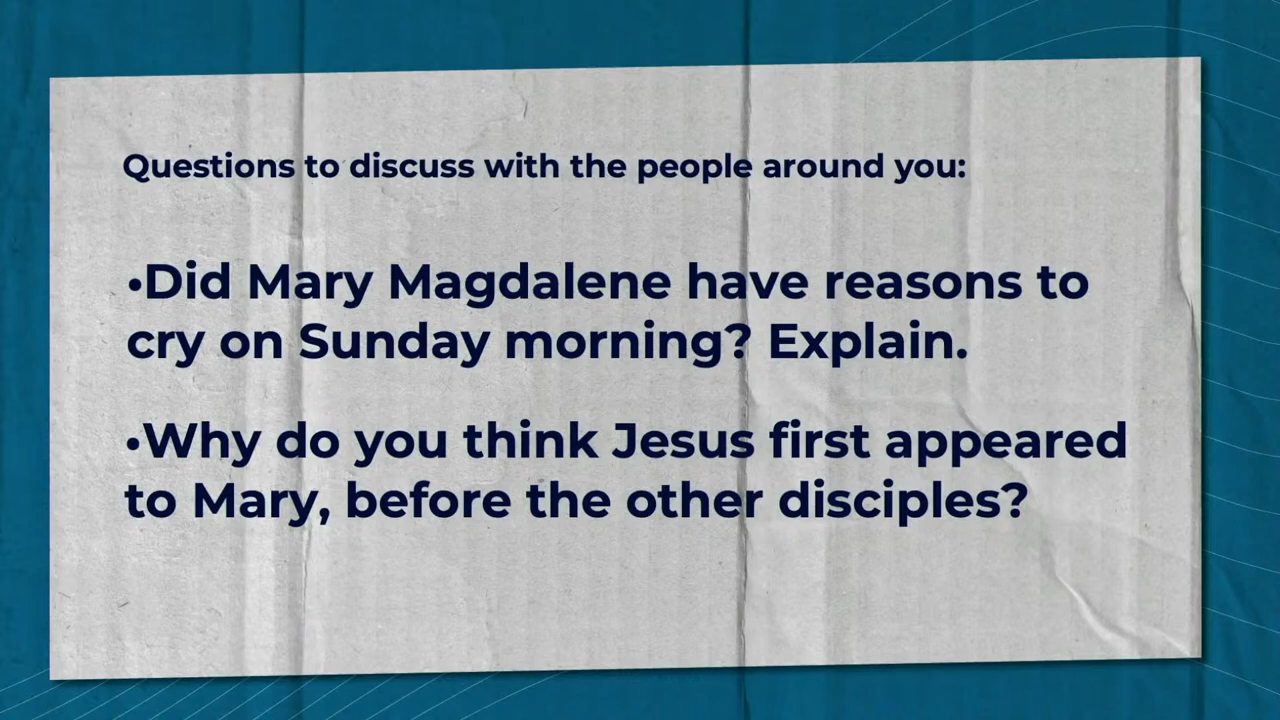 Questions to discuss with the people around you:
•Did Mary Magdalene have reasons to
cry on Sunday morning? Explain.
•Why do you think Jesus first appeared
to Mary, before the other disciples?